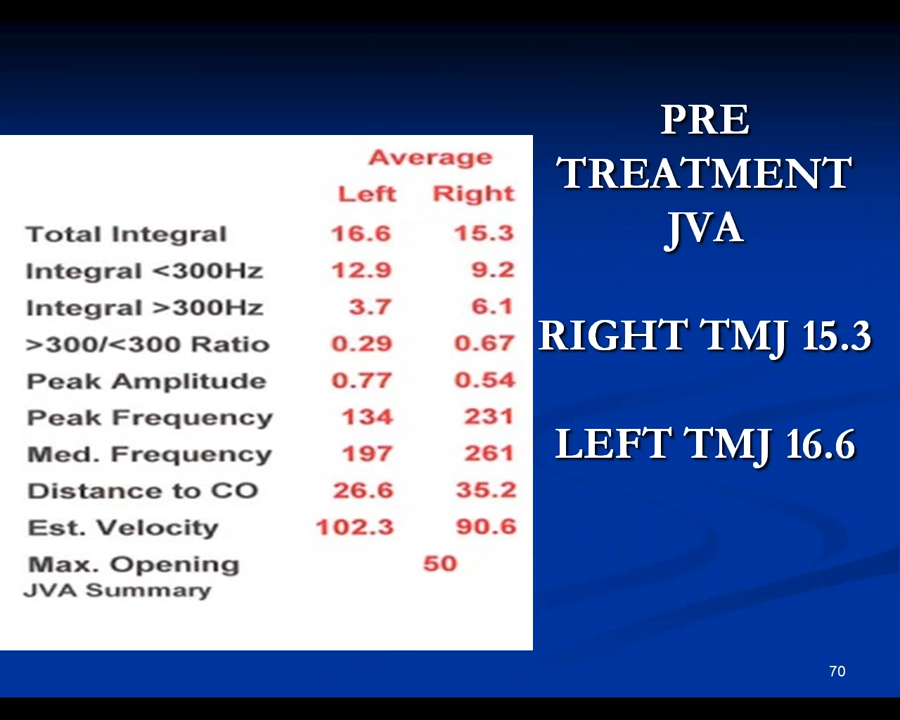 Average
Left Right
Total Integral 16.6 15.3
Integral <300Hz 12.9 9.2
Integral >300Hz 3.7 6.1
>300/<300 Ratio 0.29 0.67
Peak Amplitude 0.77 0.54
Peak Frequency 134 231
Med. Frequency 197 261
Distance to CO 26.6 35.2
Est. Velocity 102.3 90.6
Max. Opening 50
JVA Summary
PRE
TREATMENT
JVA
RIGHT TMJ 15.3
LEFT TMJ 16.6
70